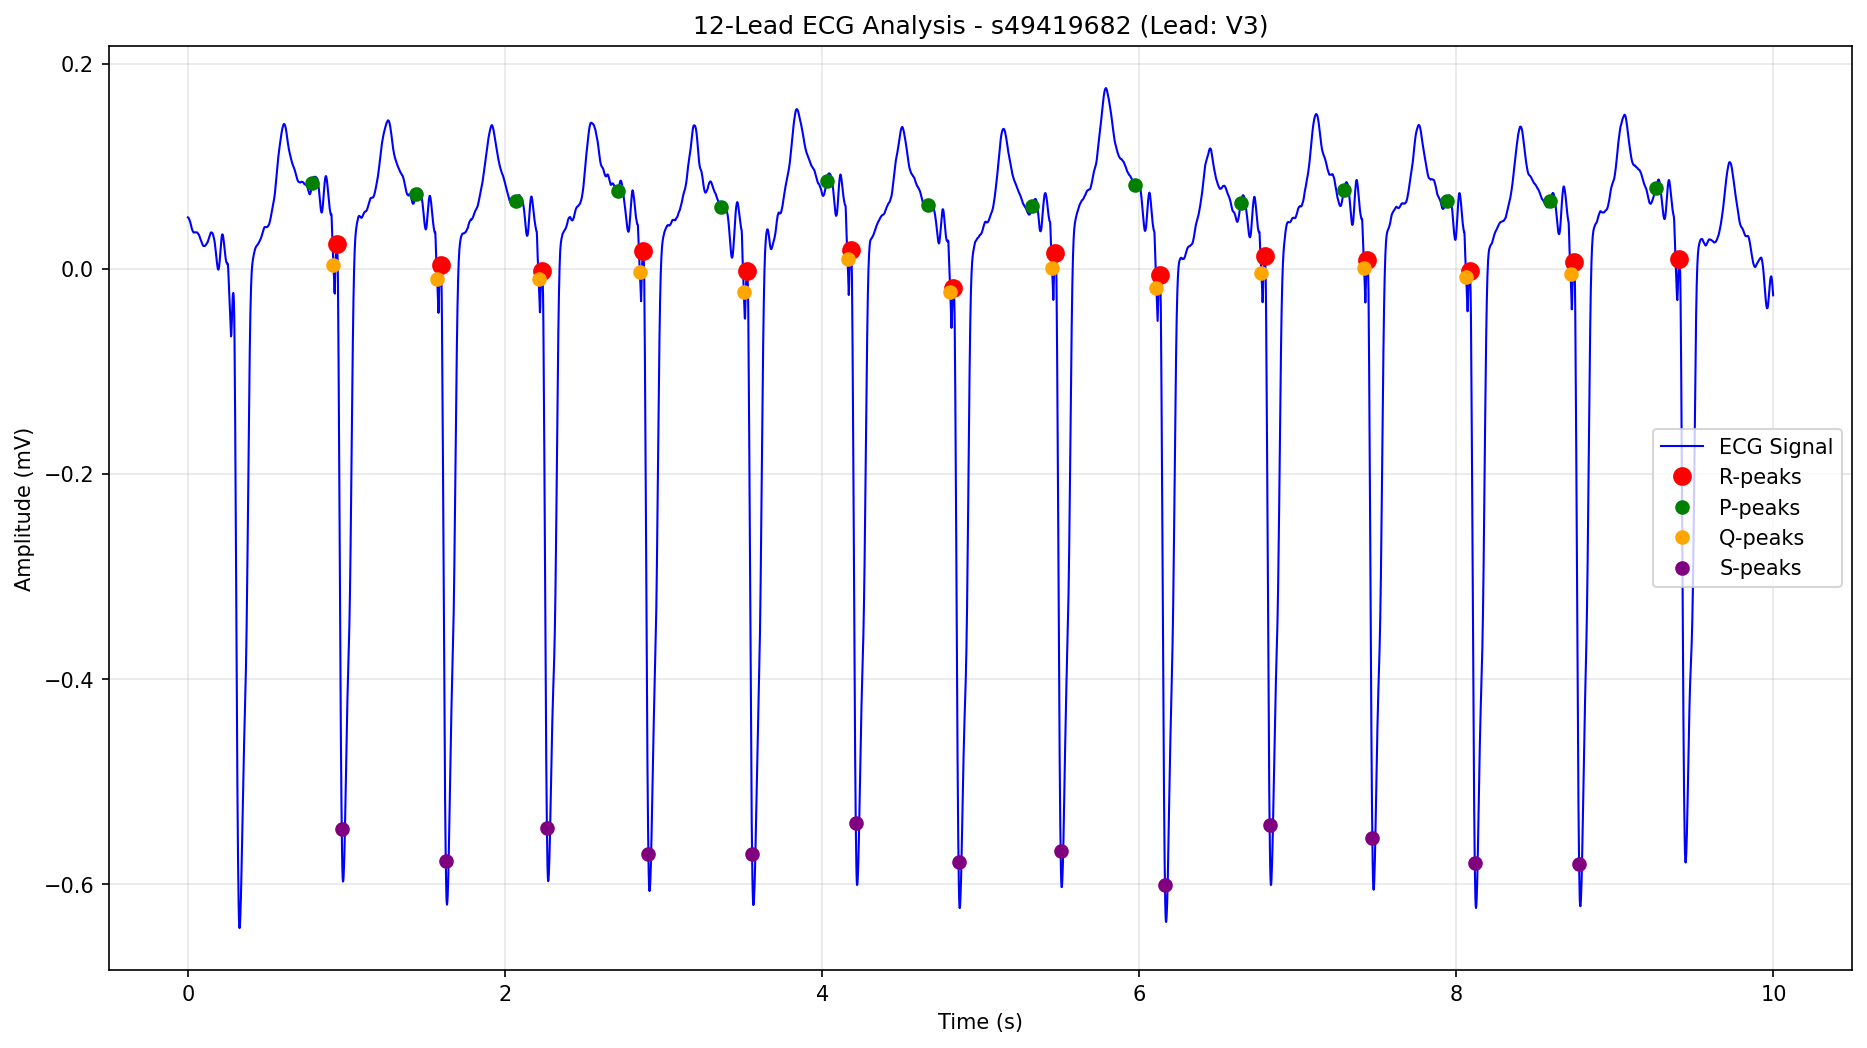 12-Lead ECG Analysis - s49419682 (Lead: V3)
Amplitude (mV)
0.2
0.0
−0.2
−0.4
−0.6
ECG Signal
R-peaks
P-peaks
Q-peaks
S-peaks
0 2 4 6 8 10
Time (s)